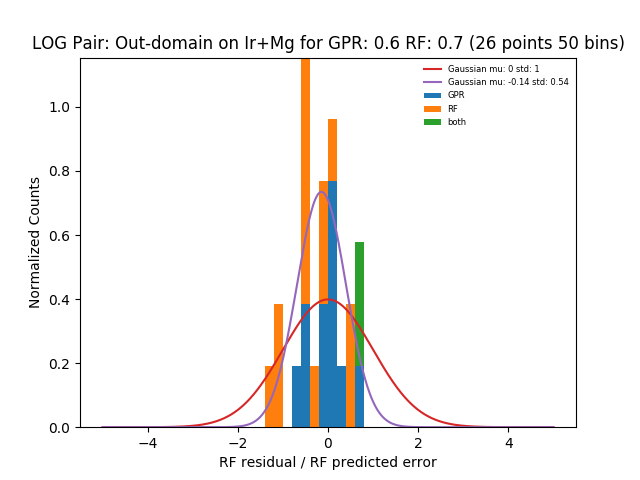 LOG Pair: Out-domain on Ir+Mg for GPR: 0.6 RF: 0.7 (26 points 50 bins)
Gaussian mu: 0 std: 1
Gaussian mu: -0.14 std: 0.54
GPR
RF
both
Normalized Counts
1.0
0.8
0.6
0.4
0.2
0.0
−4 −2 0 2 4
RF residual / RF predicted error